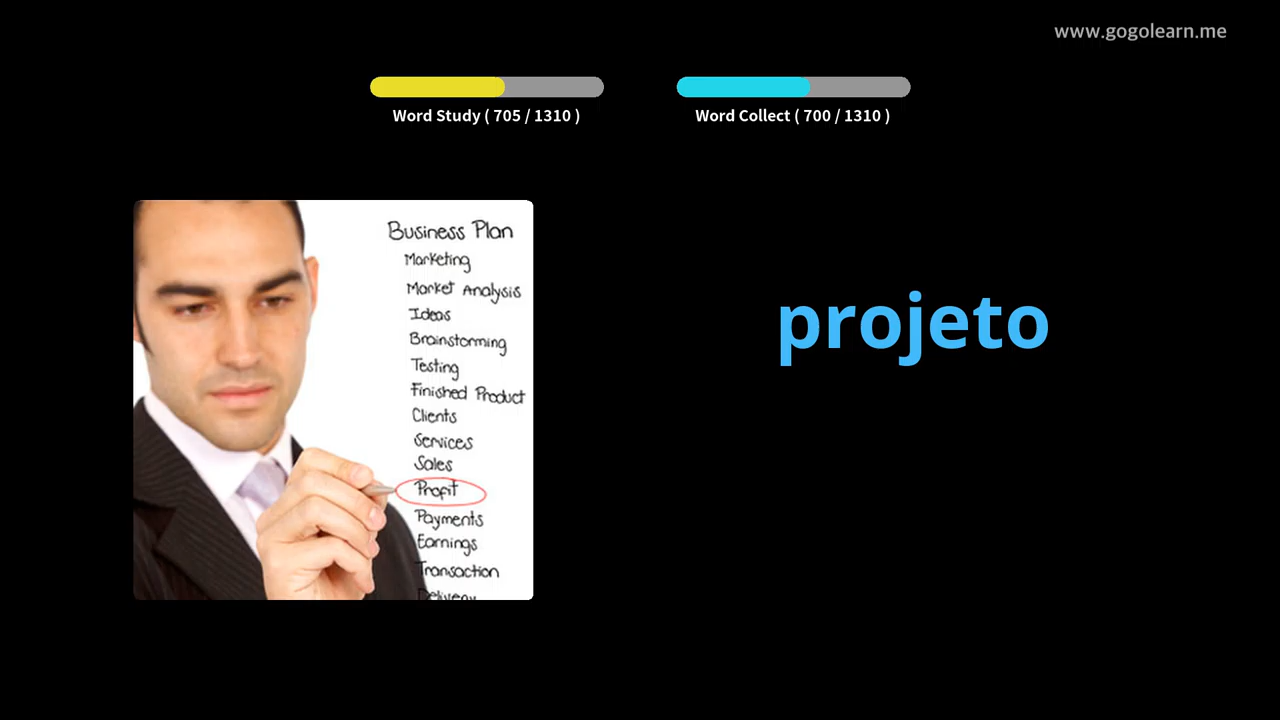 www.gogolearn.me
Word Study ( 705 / 1310 )
Word Collect ( 700 / 1310 )
Business Plan
Marketing
Market Analysis
Ideas
Brainstorming
Testing
Finished Product
Clients
Services
Sales
Profit
Payments
Earnings
Transaction
Delivery
projeto